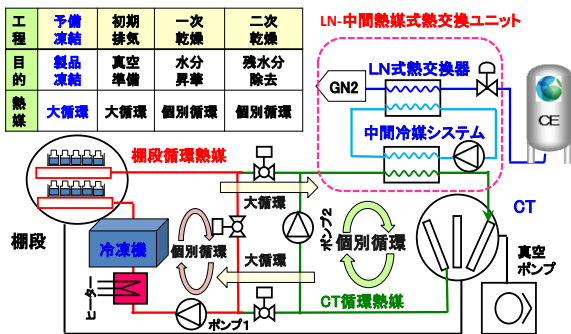 工程 予備凍結 初期排気 一次乾燥 二次乾燥
目的 製品凍結 真空準備 水分昇華 残水分除去
熱媒 大循環 大循環 個別循環 個別循環
LN-中間熱媒式熱交換ユニット
LN式熱交換器
GN2
CE
中間冷媒システム
棚段循環熱媒
大循環
CT
棚段
冷凍機
個別循環
ポンプ2
個別循環
大循環
真空ポンプ
ヒーター
ポンプ1
CT循環熱媒